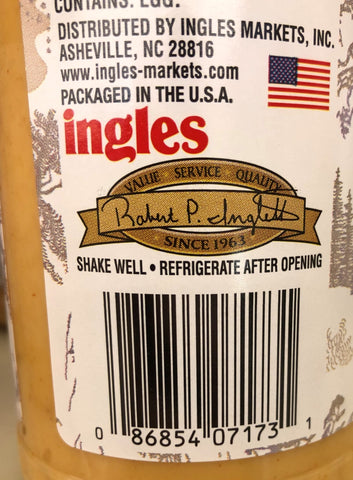 CONTAINS: EGG.
DISTRIBUTED BY INGLES MARKETS, INC.
ASHEVILLE, NC 28816
www.ingles-markets.com
PACKAGED IN THE U.S.A.
ingles
VALUE SERVICE QUALITY
Robert P. Ingle
SINCE 1963
SHAKE WELL • REFRIGERATE AFTER OPENING
0 86854 07173 1